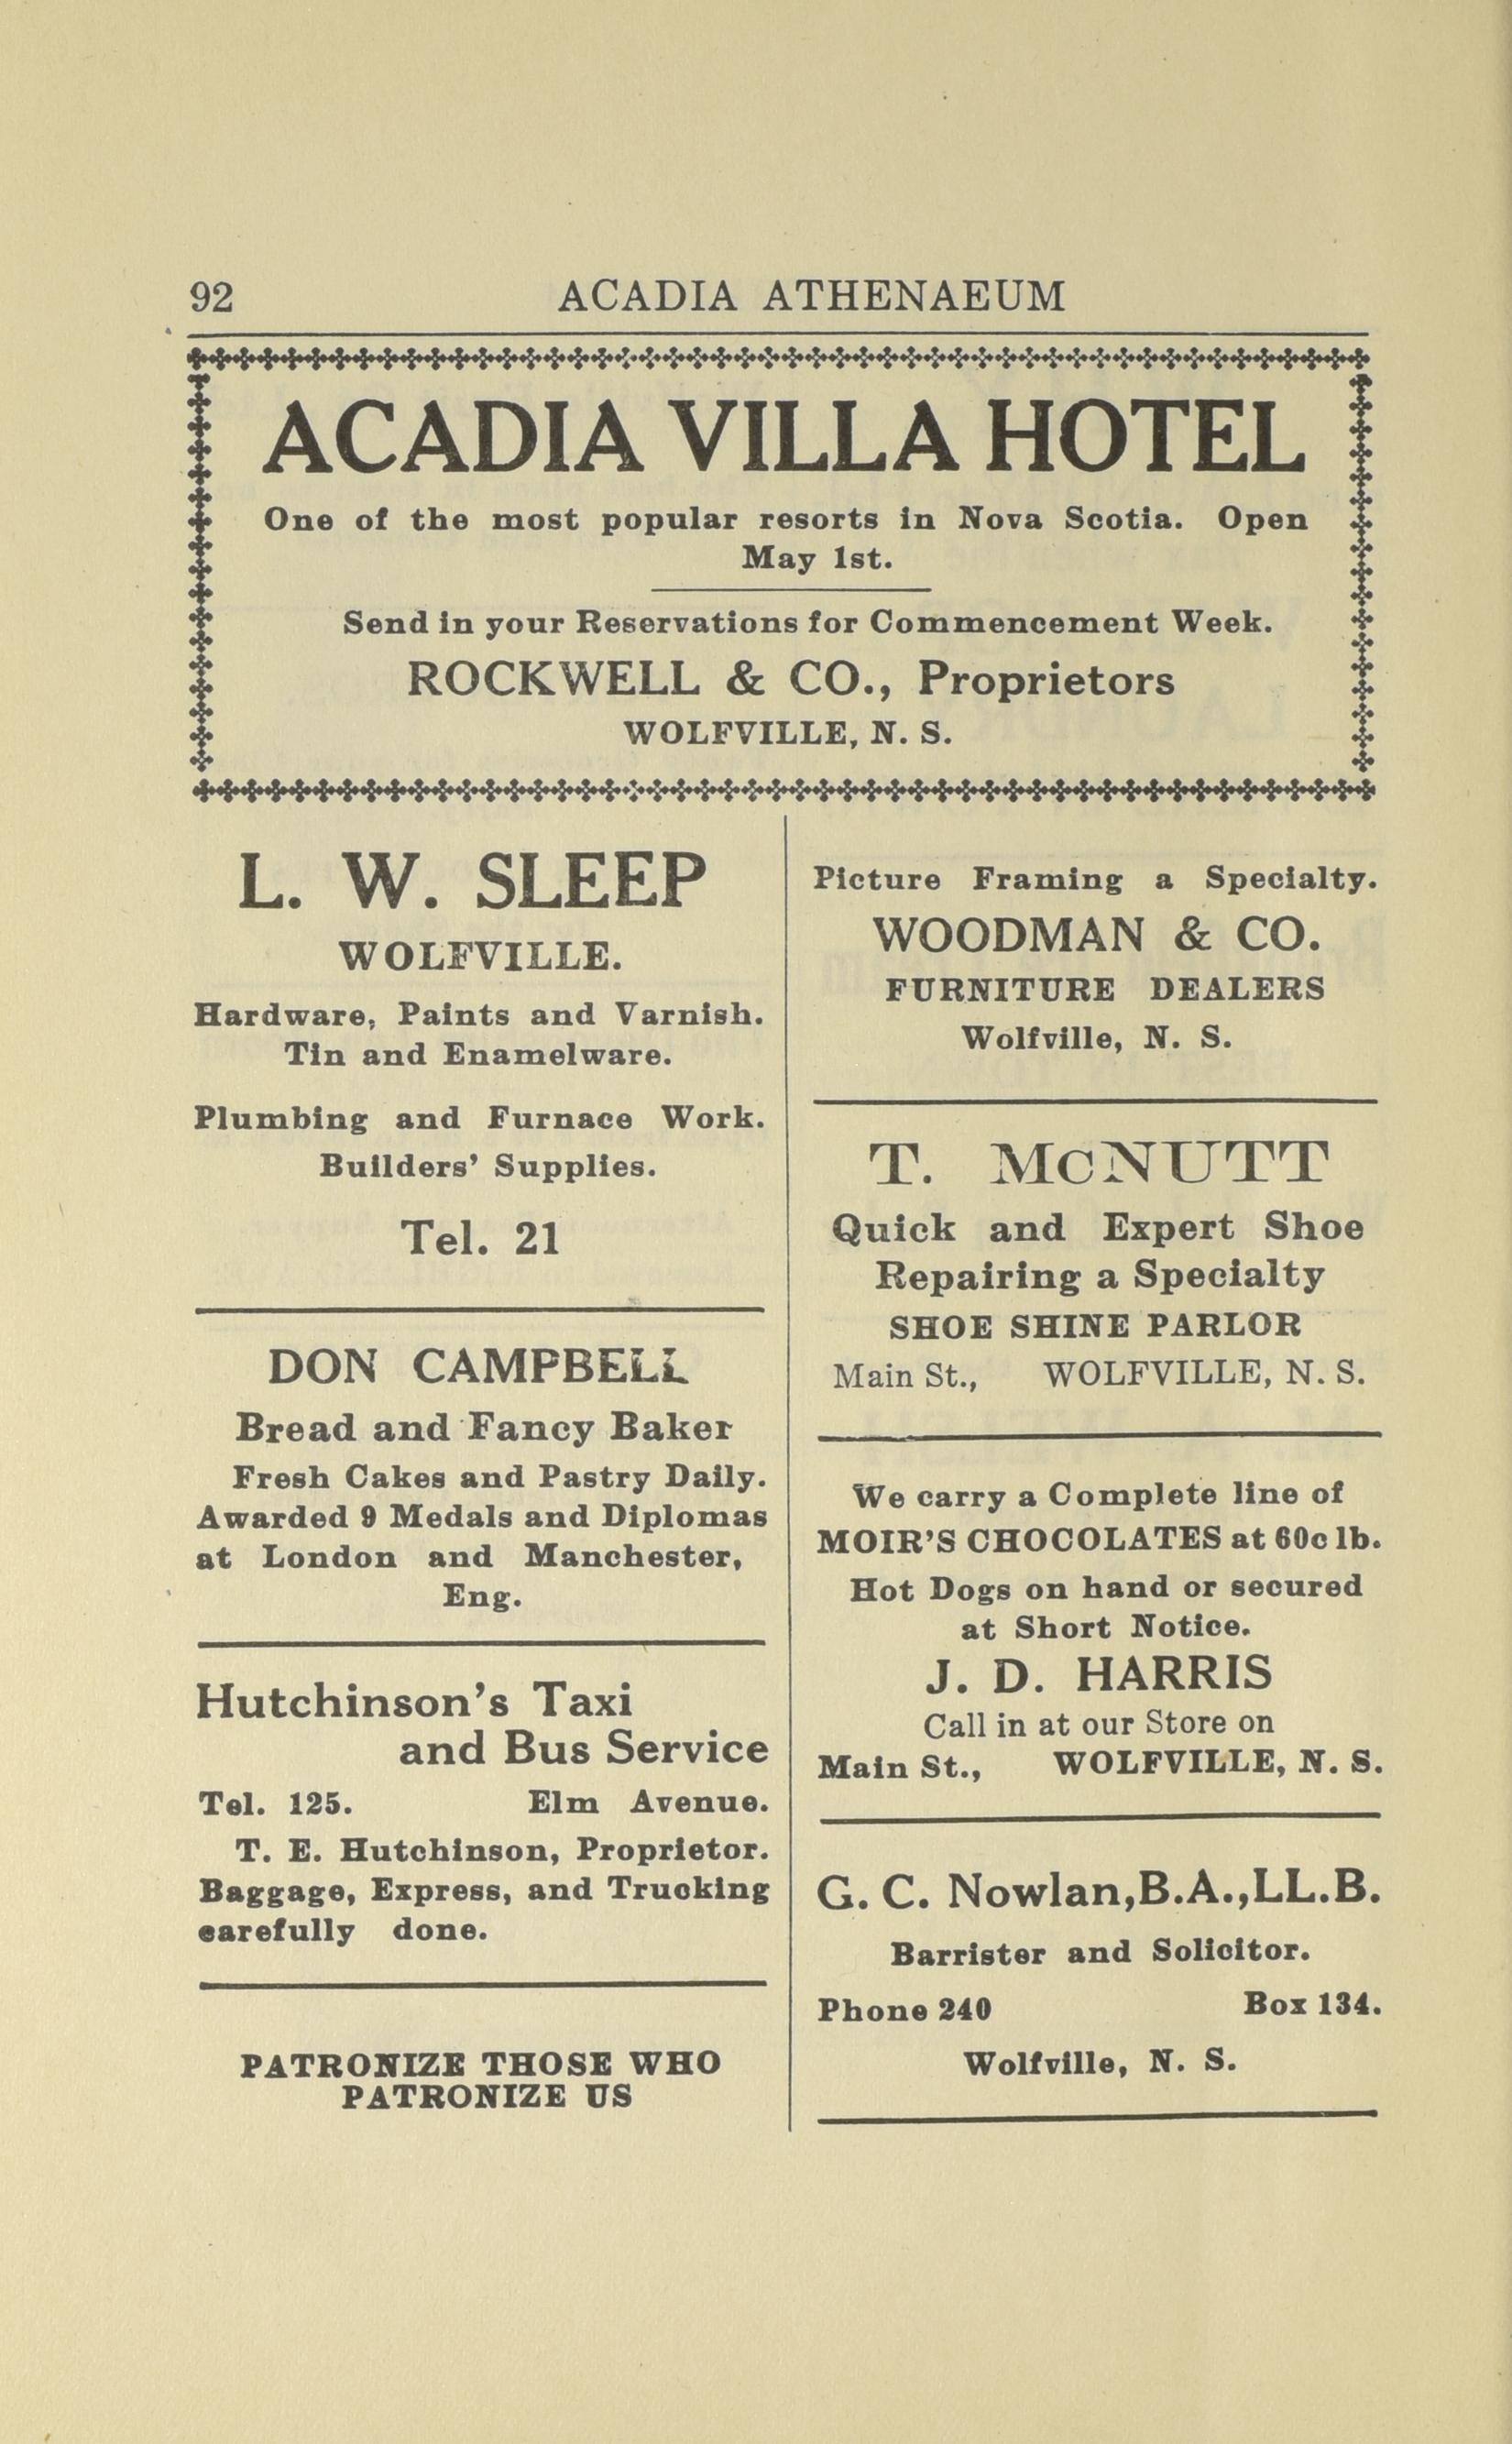 92 ACADIA ATHENAEUM
ACADIA VILLA HOTEL
One of the most popular resorts in Nova Scotia. Open
May 1st.
Send in your Reservations for Commencement Week.
ROCKWELL & CO., Proprietors
WOLFVILLE, N. S.
L. W. SLEEP
WOLFVILLE.
Hardware, Paints and Varnish.
Tin and Enamelware.
Plumbing and Furnace Work.
Builders' Supplies.
Tel. 21
DON CAMPBELL
Bread and Fancy Baker
Fresh Cakes and Pastry Daily.
Awarded 9 Medals and Diplomas
at London and Manchester,
Eng.
Hutchinson's Taxi
and Bus Service
Tel. 125. Elm Avenue.
T. E. Hutchinson, Proprietor.
Baggage, Express, and Trucking
carefully done.
PATRONIZE THOSE WHO
PATRONIZE US
Picture Framing a Specialty.
WOODMAN & CO.
FURNITURE DEALERS
Wolfville, N. S.
T. McNUTT
Quick and Expert Shoe
Repairing a Specialty
SHOE SHINE PARLOR
Main St., WOLFVILLE, N. S.
We carry a Complete line of
MOIR'S CHOCOLATES at 60c lb.
Hot Dogs on hand or secured
at Short Notice.
J. D. HARRIS
Call in at our Store on
Main St., WOLFVILLE, N. S.
G. C. Nowlan,B.A.,LL.B.
Barrister and Solicitor.
Phone 240 Box 134.
Wolfville, N. S.